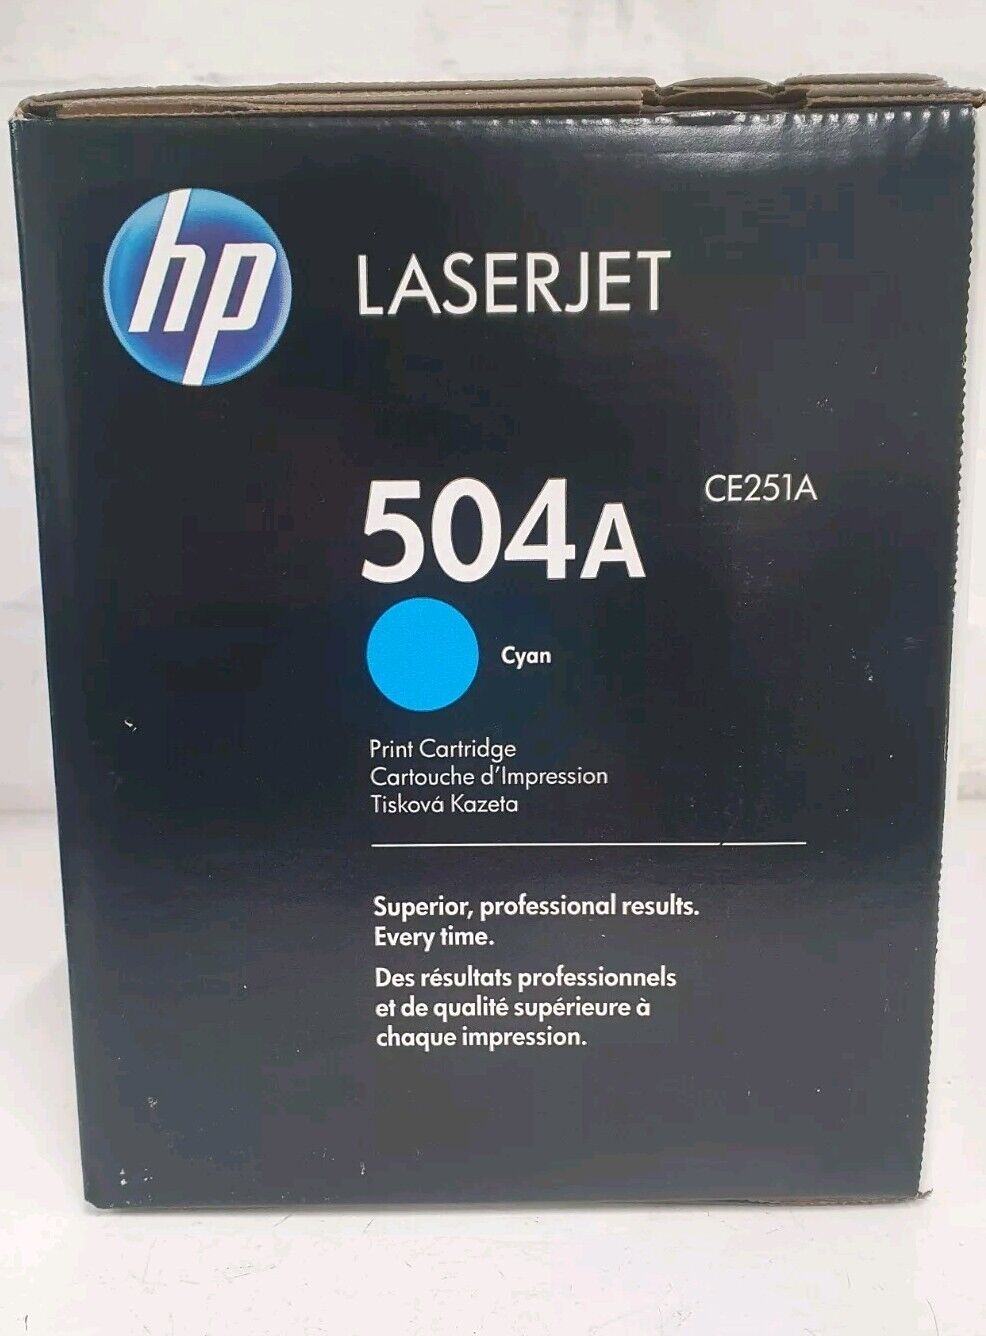 hp
LASERJET
504A
CE251A
Cyan
Print Cartridge
Cartouche d'Impression
Tisková Kazeta
Superior, professional results.
Every time.
Des résultats professionnels
et de qualité supérieure à
chaque impression.